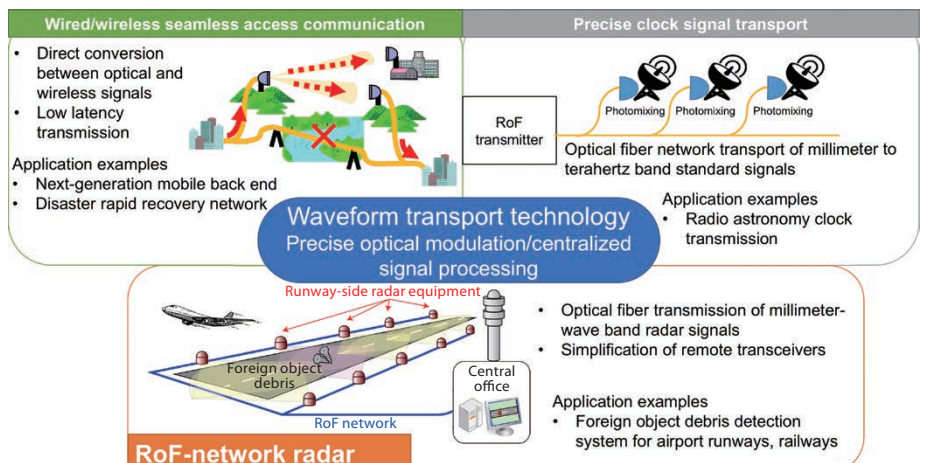 Wired/wireless seamless access communication
• Direct conversion
between optical and
wireless signals
• Low latency
transmission
Application examples
• Next-generation mobile back end
• Disaster rapid recovery network
Precise clock signal transport
RoF
transmitter
Photomixing
Photomixing
Photomixing
Optical fiber network transport of millimeter to
terahertz band standard signals
Application examples
• Radio astronomy clock
transmission
Waveform transport technology
Precise optical modulation/centralized
signal processing
Runway-side radar equipment
Foreign object
debris
RoF network
Central
office
• Optical fiber transmission of millimeter-
wave band radar signals
• Simplification of remote transceivers
Application examples
• Foreign object debris detection
system for airport runways, railways
RoF-network radar